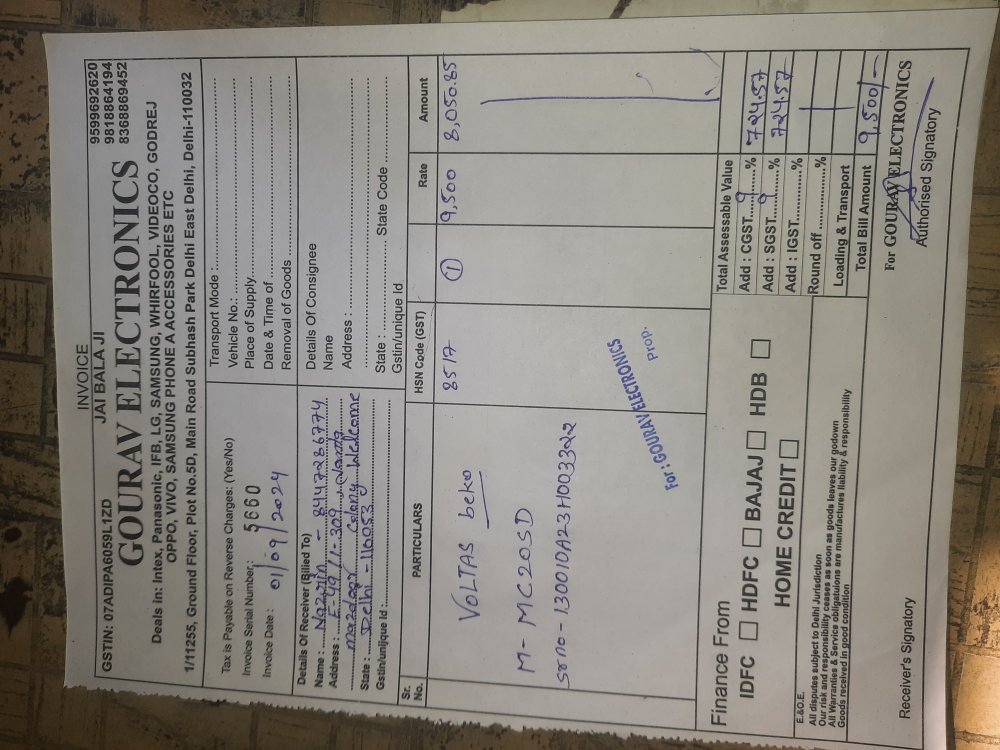 INVOICE
JAI BALA JI
GSTIN: 07ADIPA6059L1ZD
9599692620
9818864194
8368869452
GOURAV ELECTRONICS
Deals in: Intex, Panasonic, IFB, LG, SAMSUNG, WHIRFOOL, VIDEOCO, GODREJ
OPPO, VIVO, SAMSUNG PHONE A ACCESSORIES ETC
1/11255, Ground Floor, Plot No.5D, Main Road Subhash Park Delhi East Delhi, Delhi-110032
Tax is Payable on Reverse Charges: (Yes/No)
Invoice Serial Number: 5660
Invoice Date : 01/09/2024
Transport Mode :
Vehicle No.:
Place of Supply
Date & Time of
Removal of Goods
Details Of Receiver (Bilied To)
Name : Nazrin - 8447286774
Address : E-49/1-309, Janta
mazdoor Colony Welcome
State : Delhi - 110053
Gstin/unijque Id :
Details Of Consignee
Name
Address :
State : State Code
Gstin/unique Id
Sr. No. PARTICULARS HSN Code (GST) Rate Amount
VOLTAS beko 8517 1 9,500 8,050.85
M- MC20SD
sr no - 130010A23H003322
For : GOURAV ELECTRONICS
Prop.
Finance From
IDFC HDFC BAJAJ HDB
HOME CREDIT
Total Assessable Value
Add : CGST 9 % 724.57
Add : SGST 9 % 724.57
Add : IGST %
Round off %
Loading & Transport
Total Bill Amount 9,500/-
E.&O.E.
All disputes subject to Delhi Jurisdiction
Our risk and responsibility ceases as soon as goods leaves our godown
All Warranties & Service obligatuions are manufactures liability & responsibility
Goods received in good condition
For GOURAV ELECTRONICS
Receiver's Signatory
Authorised Signatory